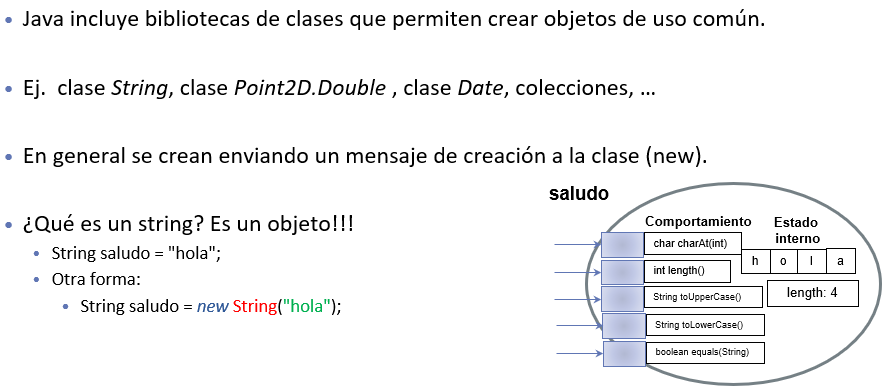 • Java incluye bibliotecas de clases que permiten crear objetos de uso común.
• Ej.  clase String, clase Point2D.Double , clase Date, colecciones, …
• En general se crean enviando un mensaje de creación a la clase (new).
• ¿Qué es un string? Es un objeto!!!
• String saludo = "hola";
• Otra forma:
• String saludo = new String("hola");
saludo
Comportamiento
char charAt(int)
int length()
String toUpperCase()
String toLowerCase()
boolean equals(String)
Estado
interno
h o l a
length: 4